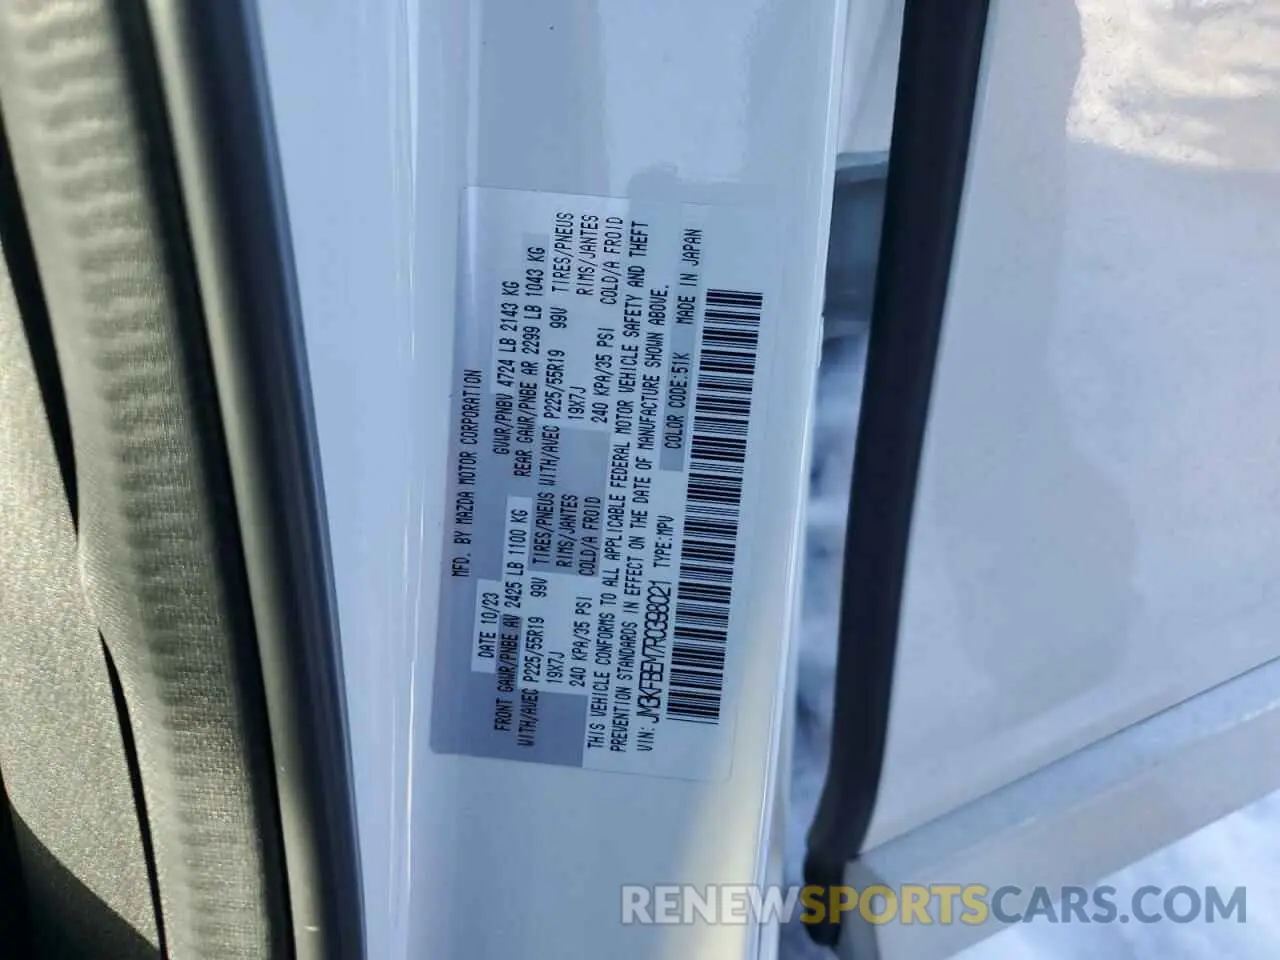 MFD. BY MAZDA MOTOR CORPORATION
DATE 10/23 GVWR/PNBV 4724 LB 2143 KG
FRONT GAWR/PNBE AV 2425 LB 1100 KG REAR GAWR/PNBE AR 2299 LB 1043 KG
WITH/AVEC P225/55R19 99V TIRES/PNEUS WITH/AVEC P225/55R19 99V TIRES/PNEUS
19X7J RIMS/JANTES 19X7J RIMS/JANTES
240 KPA/35 PSI COLD/A FROID 240 KPA/35 PSI COLD/A FROID
THIS VEHICLE CONFORMS TO ALL APPLICABLE FEDERAL MOTOR VEHICLE SAFETY AND THEFT
PREVENTION STANDARDS IN EFFECT ON THE DATE OF MANUFACTURE SHOWN ABOVE.
VIN: JM3KFBEM7R0398021 TYPE:MPV COLOR CODE:51K MADE IN JAPAN
RENEWSPORTSCARS.COM